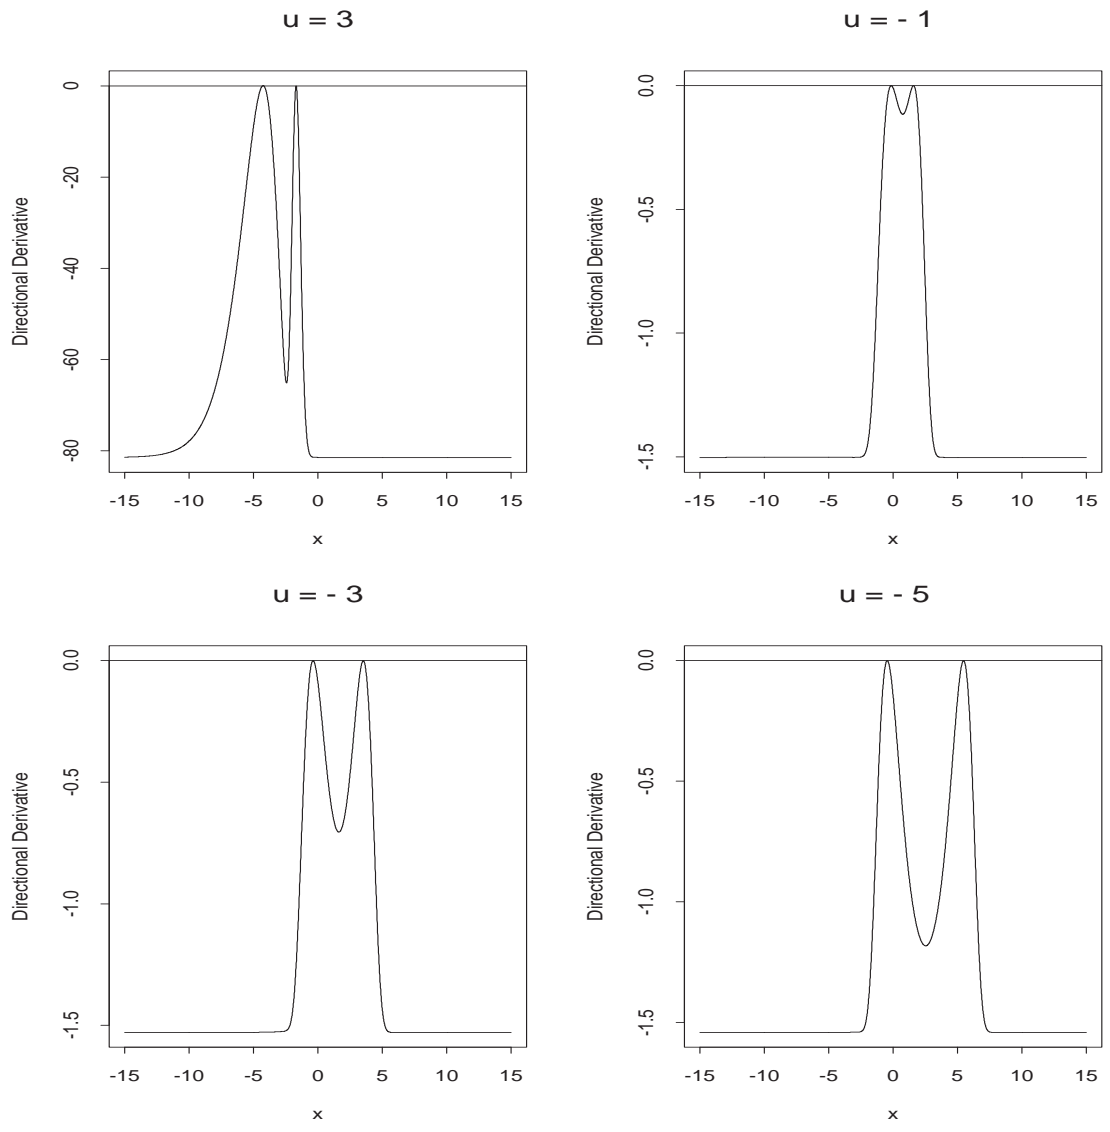 u = 3
Directional Derivative
0
-20
-40
-60
-80
-15 -10 -5 0 5 10 15
x
u = - 1
Directional Derivative
0.0
-0.5
-1.0
-1.5
-15 -10 -5 0 5 10 15
x
u = - 3
Directional Derivative
0.0
-0.5
-1.0
-1.5
-15 -10 -5 0 5 10 15
x
u = - 5
Directional Derivative
0.0
-0.5
-1.0
-1.5
-15 -10 -5 0 5 10 15
x